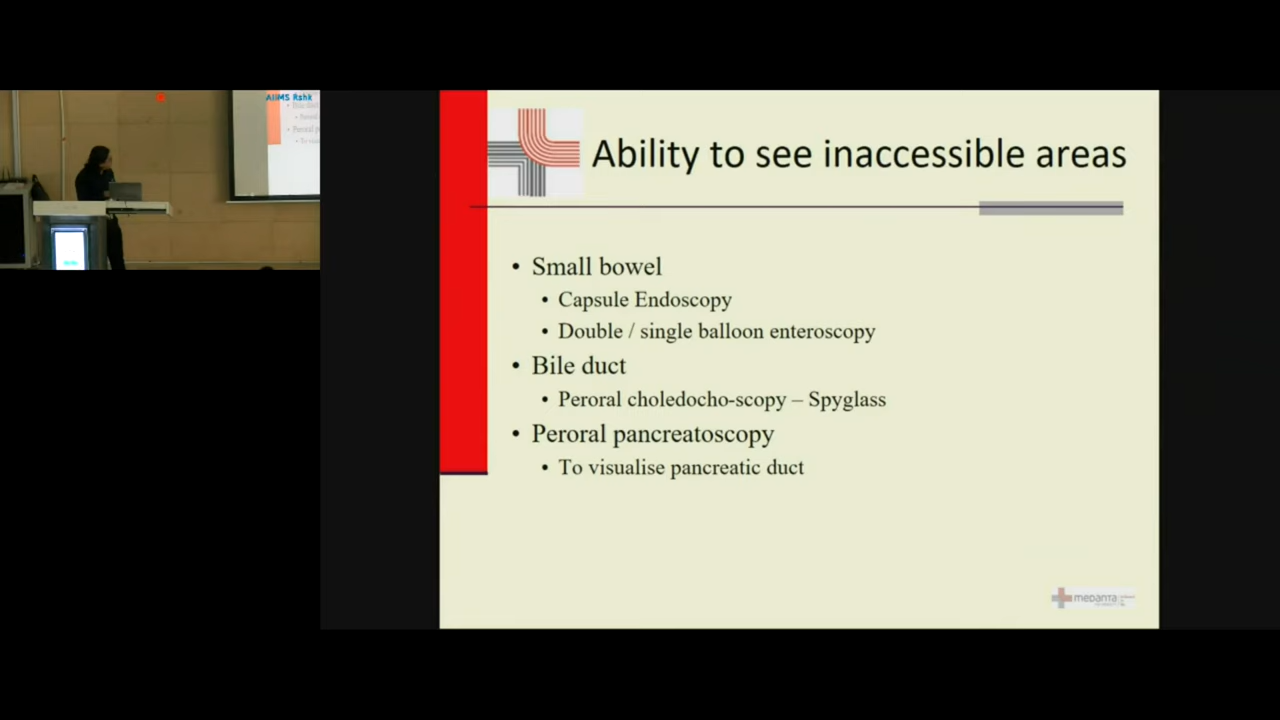 AIIMS Rshk
Ability to see inaccessible areas
• Small bowel
• Capsule Endoscopy
• Double / single balloon enteroscopy
• Bile duct
• Peroral choledocho-scopy – Spyglass
• Peroral pancreatoscopy
• To visualise pancreatic duct
medanta